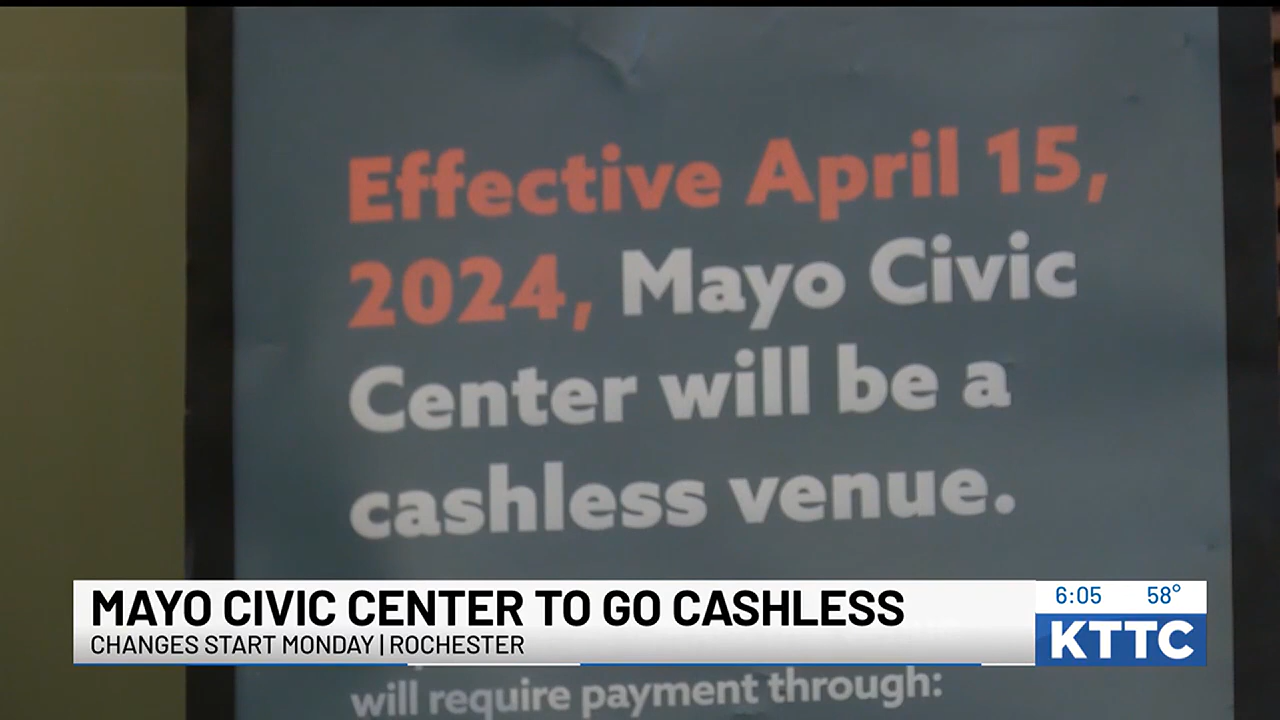 Effective April 15,
2024, Mayo Civic
Center will be a
cashless venue.
MAYO CIVIC CENTER TO GO CASHLESS
CHANGES START MONDAY | ROCHESTER
6:05 58°
KTTC
will require payment through: